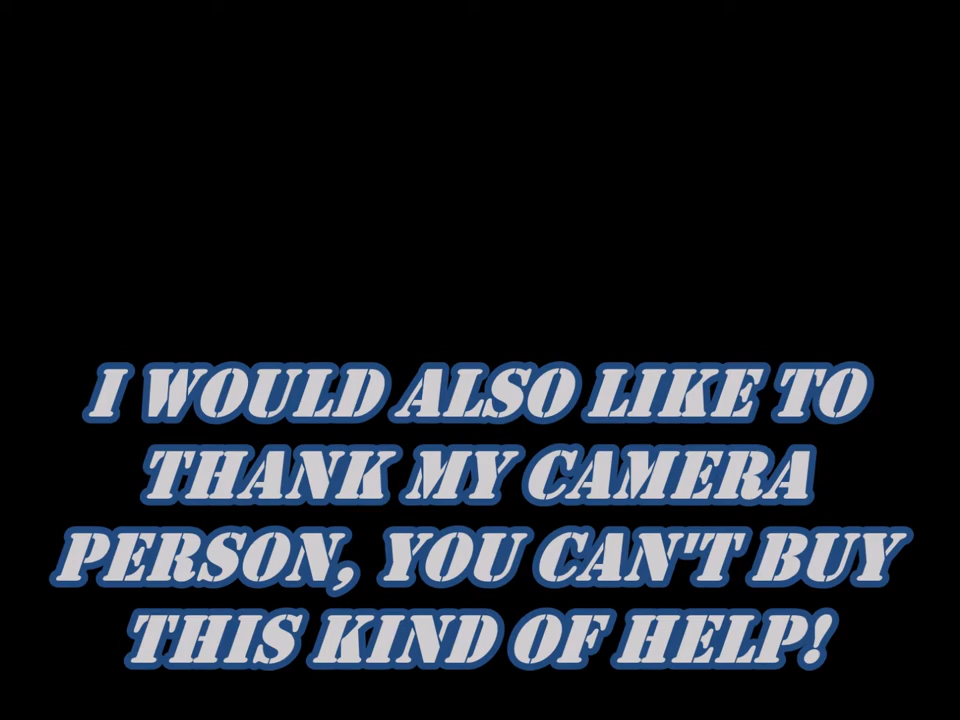 I WOULD ALSO LIKE TO
THANK MY CAMERA
PERSON, YOU CAN'T BUY
THIS KIND OF HELP!